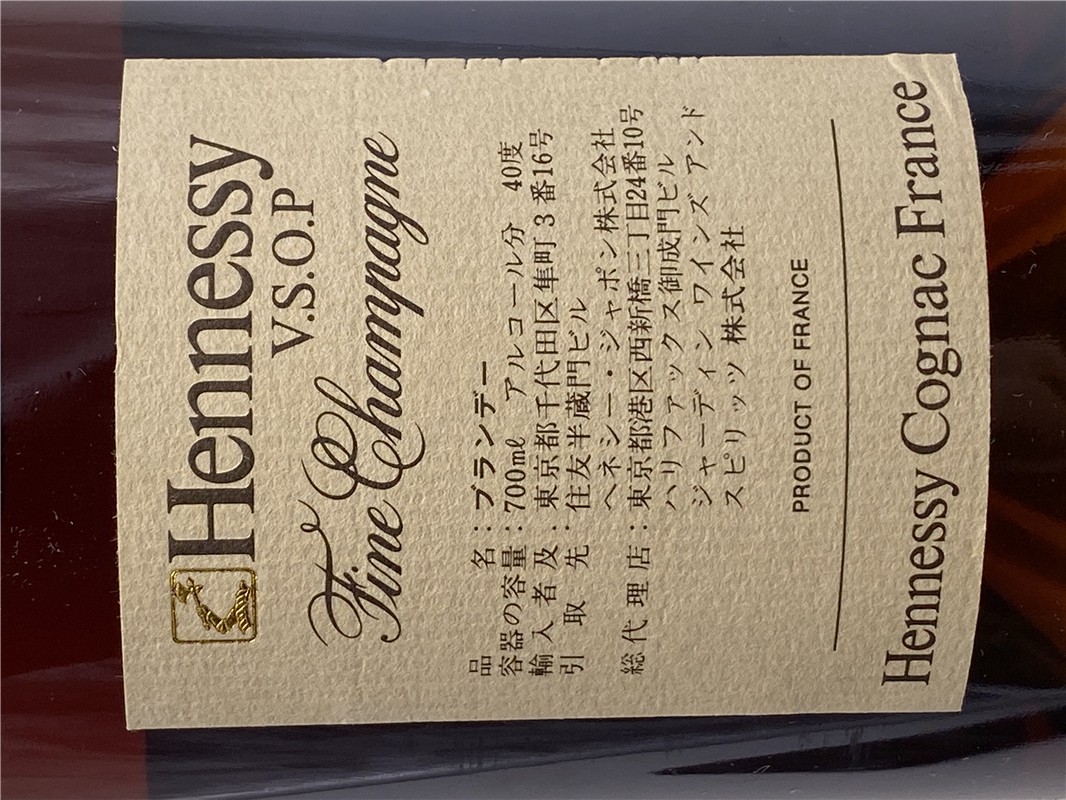 Hennessy
V.S.O.P
Fine Champagne
品名：ブランデー
容器の容量：700ml アルコール分 40度
輸入者及：東京都千代田区隼町3番16号
引取先：住友半蔵門ビル
ヘネシー・ジャポン株式会社
総代理店：東京都港区西新橋三丁目24番10号
ハリファックス御成門ビル
ジャーディン ワインズ アンド
スピリッツ 株式会社
PRODUCT OF FRANCE
Hennessy Cognac France